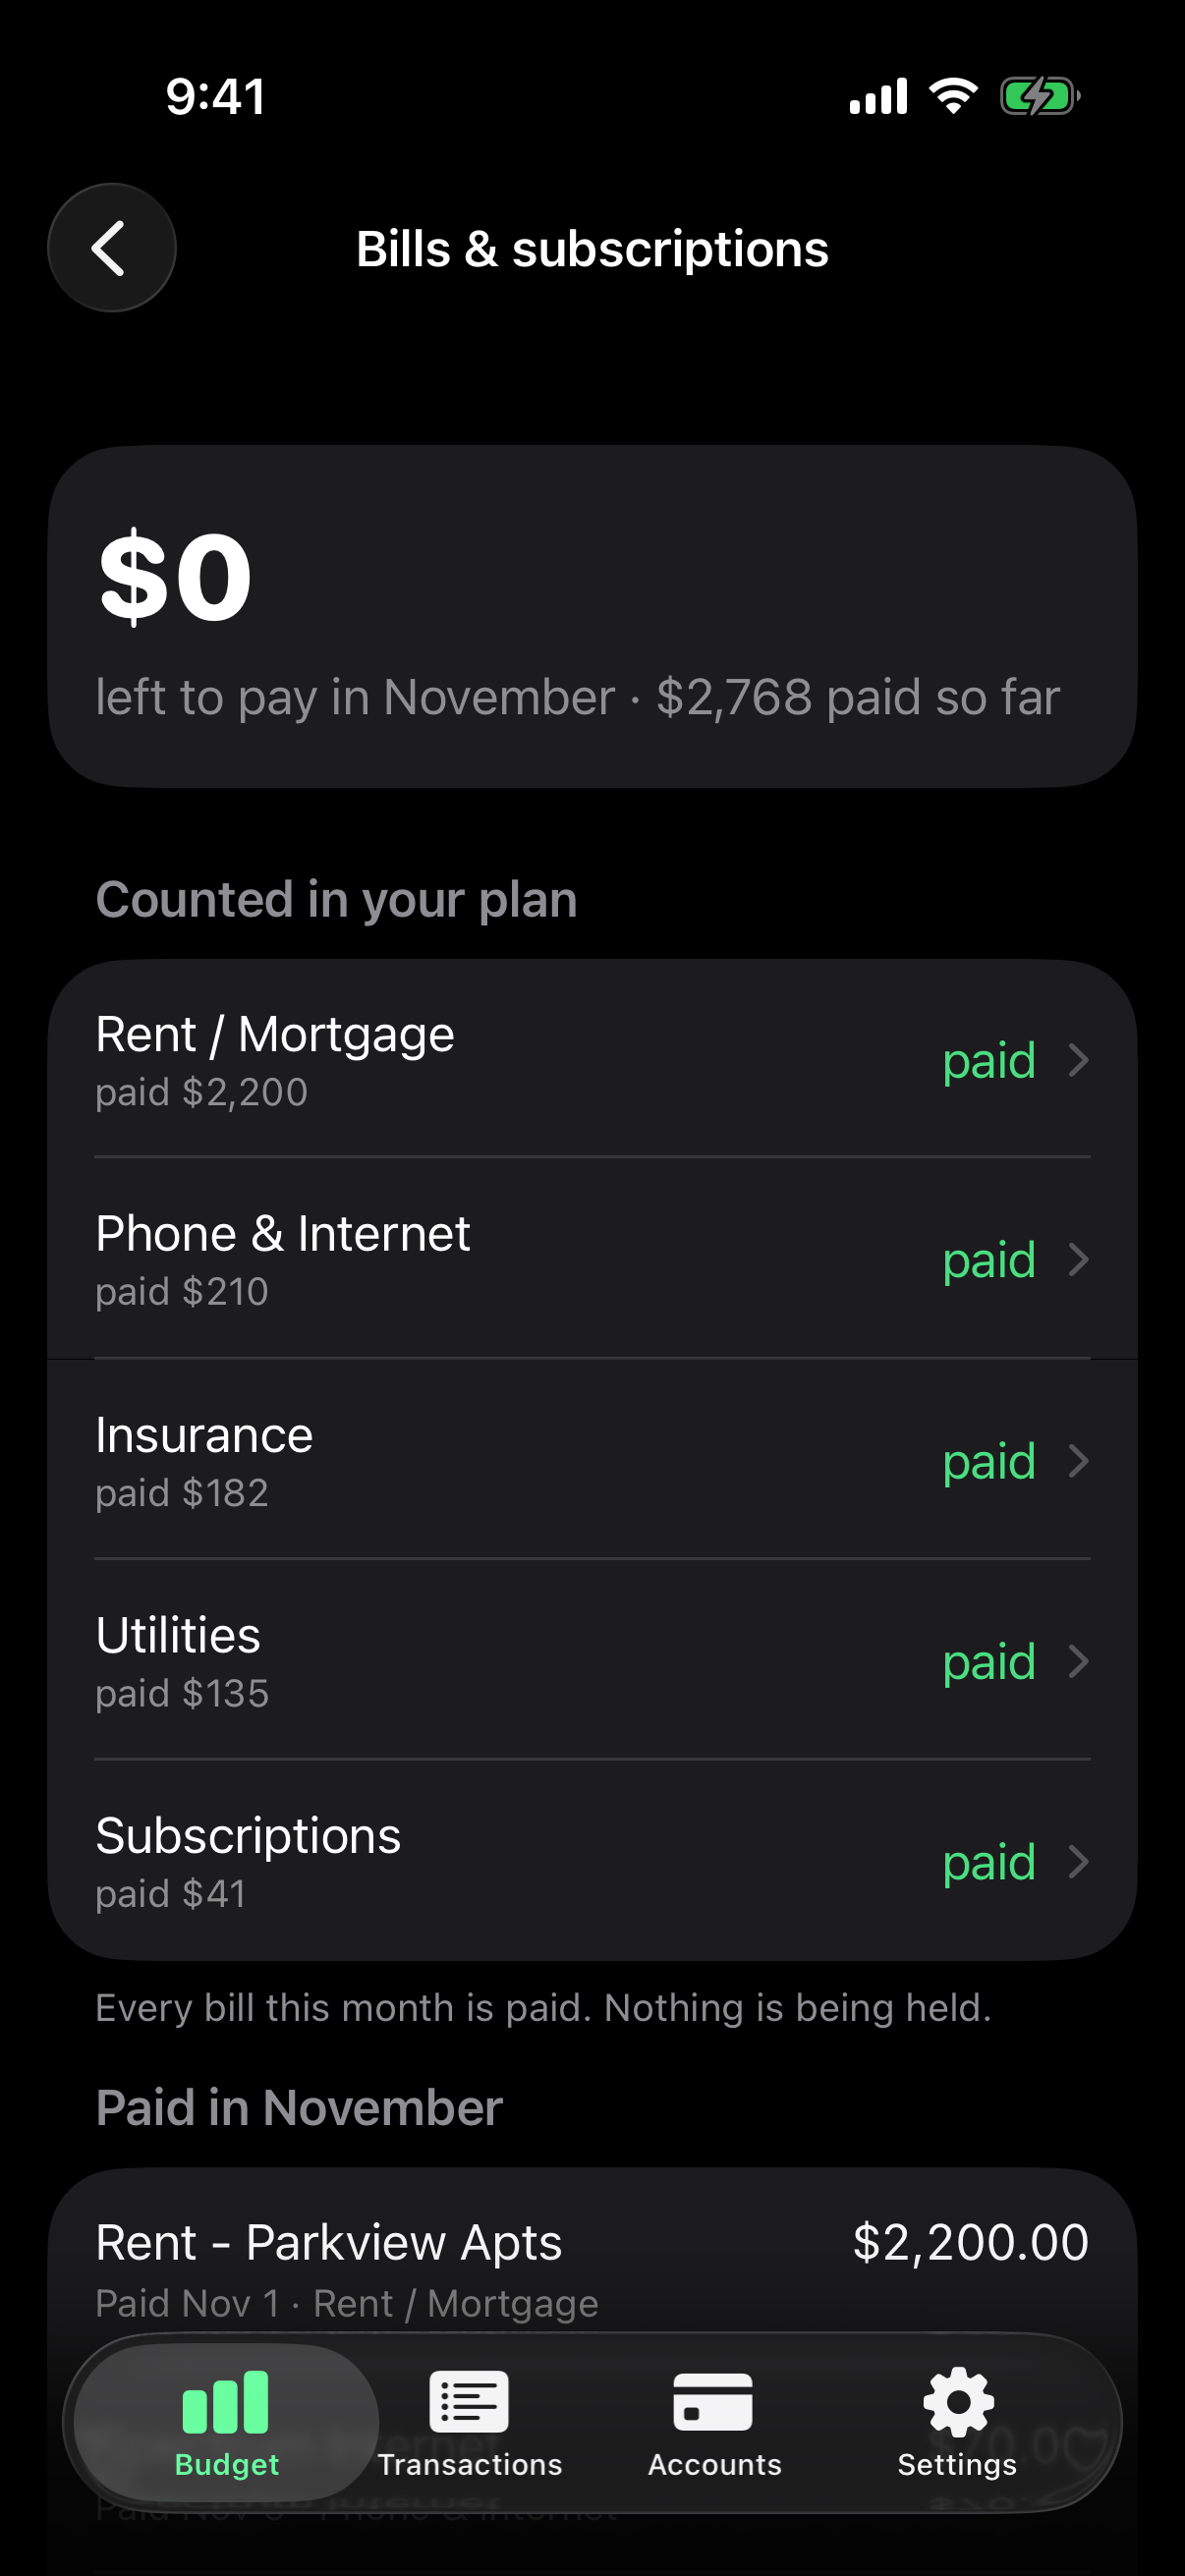 9:41
Bills & subscriptions
$0
left to pay in November · $2,768 paid so far
Counted in your plan
Rent / Mortgage
paid $2,200
paid
Phone & Internet
paid $210
paid
Insurance
paid $182
paid
Utilities
paid $135
paid
Subscriptions
paid $41
paid
Every bill this month is paid. Nothing is being held.
Paid in November
Rent - Parkview Apts
$2,200.00
Paid Nov 1 · Rent / Mortgage
Budget
Transactions
Accounts
Settings